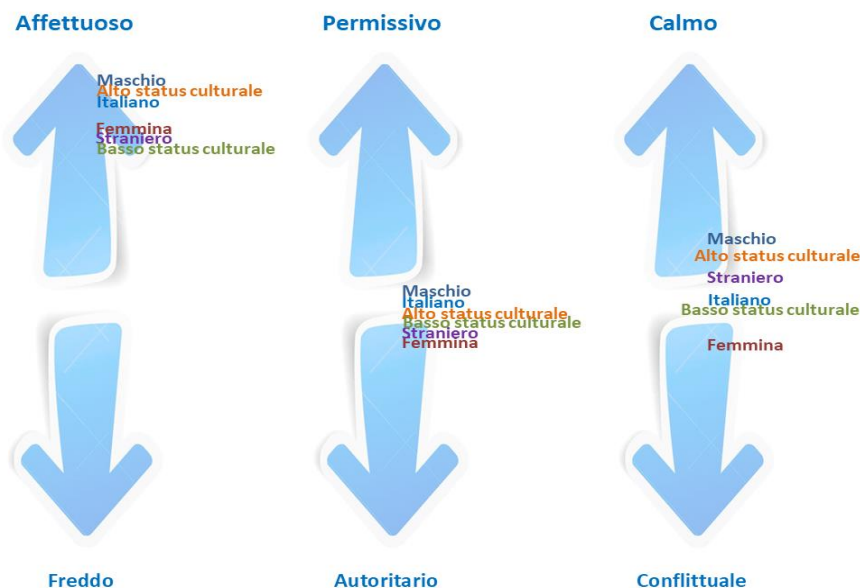 Affettuoso
Permissivo
Calmo
Maschio
Alto status culturale
Italiano
Femmina
Straniero
Basso status culturale
Maschio
Italiano
Alto status culturale
Basso status culturale
Straniero
Femmina
Maschio
Alto status culturale
Straniero
Italiano
Basso status culturale
Femmina
Freddo
Autoritario
Conflittuale